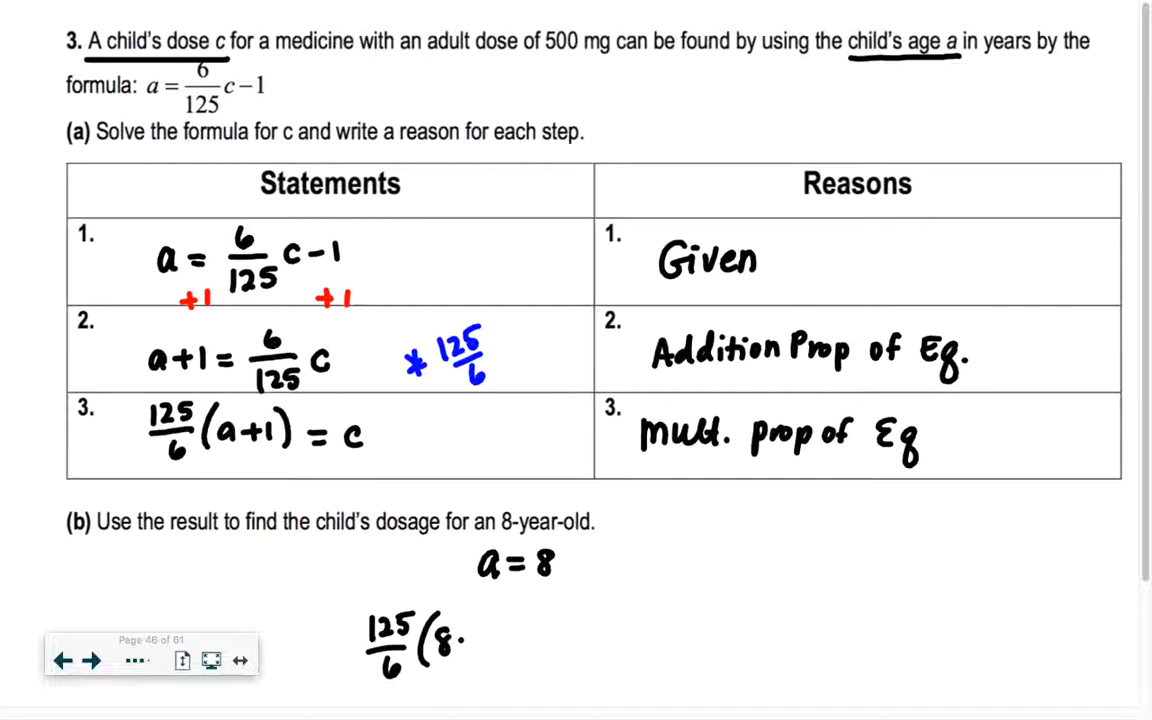 3. A child's dose c for a medicine with an adult dose of 500 mg can be found by using the child's age a in years by the
formula: a = 6/125 c − 1
(a) Solve the formula for c and write a reason for each step.
Statements Reasons
1. a = 6/125 c - 1 1. Given
+1 +1
2. a+1 = 6/125 c * 125/6 2. Addition Prop of Eq.
3. 125/6 (a+1) = c 3. Mult. prop of Eq
(b) Use the result to find the child's dosage for an 8-year-old.
a = 8
125/6 (8
Page 46 of 61